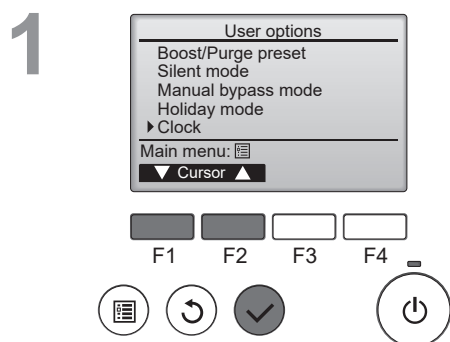 1
User options
Boost/Purge preset
Silent mode
Manual bypass mode
Holiday mode
Clock
Main menu:
▼ Cursor ▲
F1 F2 F3 F4